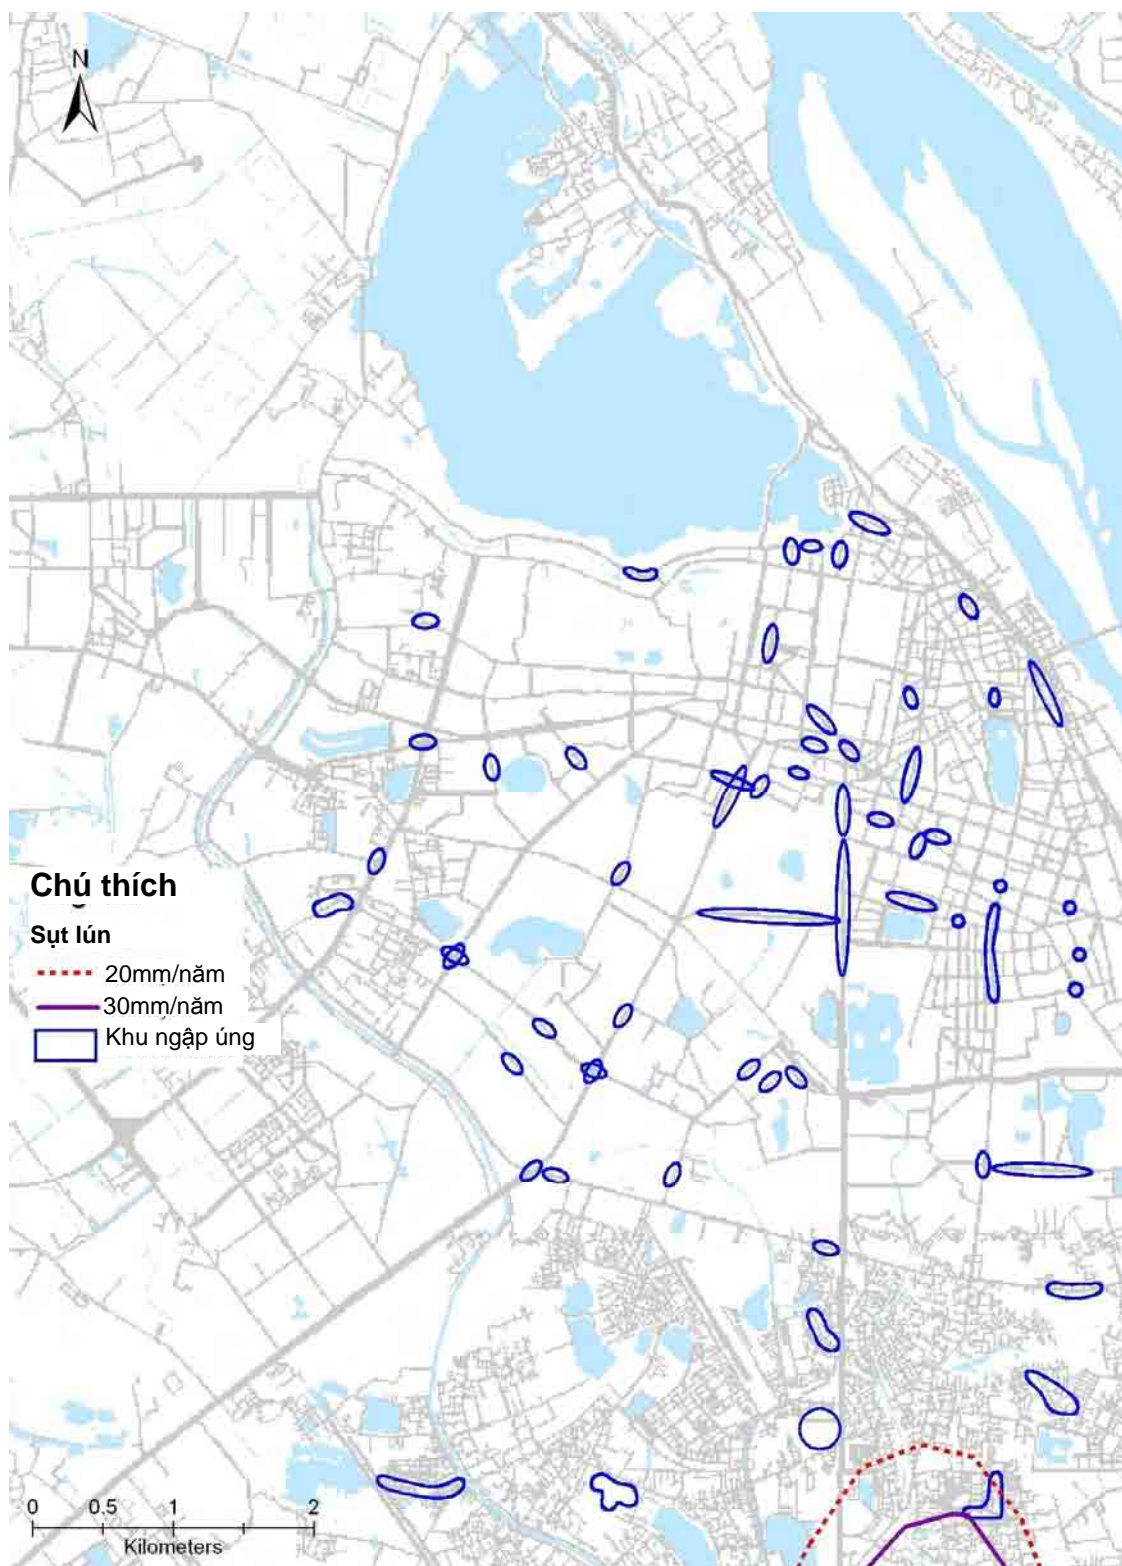 N
Chú thích
Sụt lún
20mm/năm
30mm/năm
Khu ngập úng
0 0.5 1 2
Kilometers